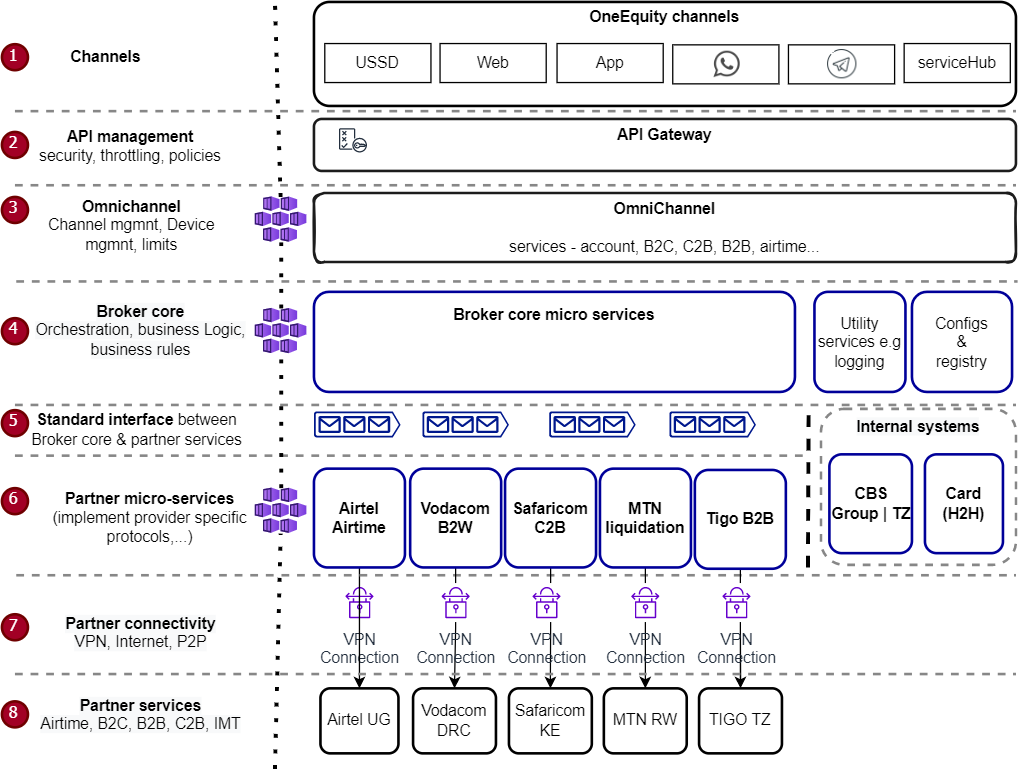 OneEquity channels
1
Channels
USSD
Web
App
serviceHub
2
API management
security, throttling, policies
API Gateway
3
Omnichannel
Channel mgmnt, Device
mgmnt, limits
OmniChannel
services - account, B2C, C2B, B2B, airtime...
4
Broker core
Orchestration, business Logic,
business rules
Broker core micro services
Utility
services e.g
logging
Configs
&
registry
5
Standard interface between
Broker core & partner services
Internal systems
CBS
Group | TZ
Card
(H2H)
6
Partner micro-services
(implement provider specific
protocols,...)
Airtel
Airtime
Vodacom
B2W
Safaricom
C2B
MTN
liquidation
Tigo B2B
7
Partner connectivity
VPN, Internet, P2P
VPN
Connection
VPN
Connection
VPN
Connection
VPN
Connection
VPN
Connection
8
Partner services
Airtime, B2C, B2B, C2B, IMT
Airtel UG
Vodacom
DRC
Safaricom
KE
MTN RW
TIGO TZ